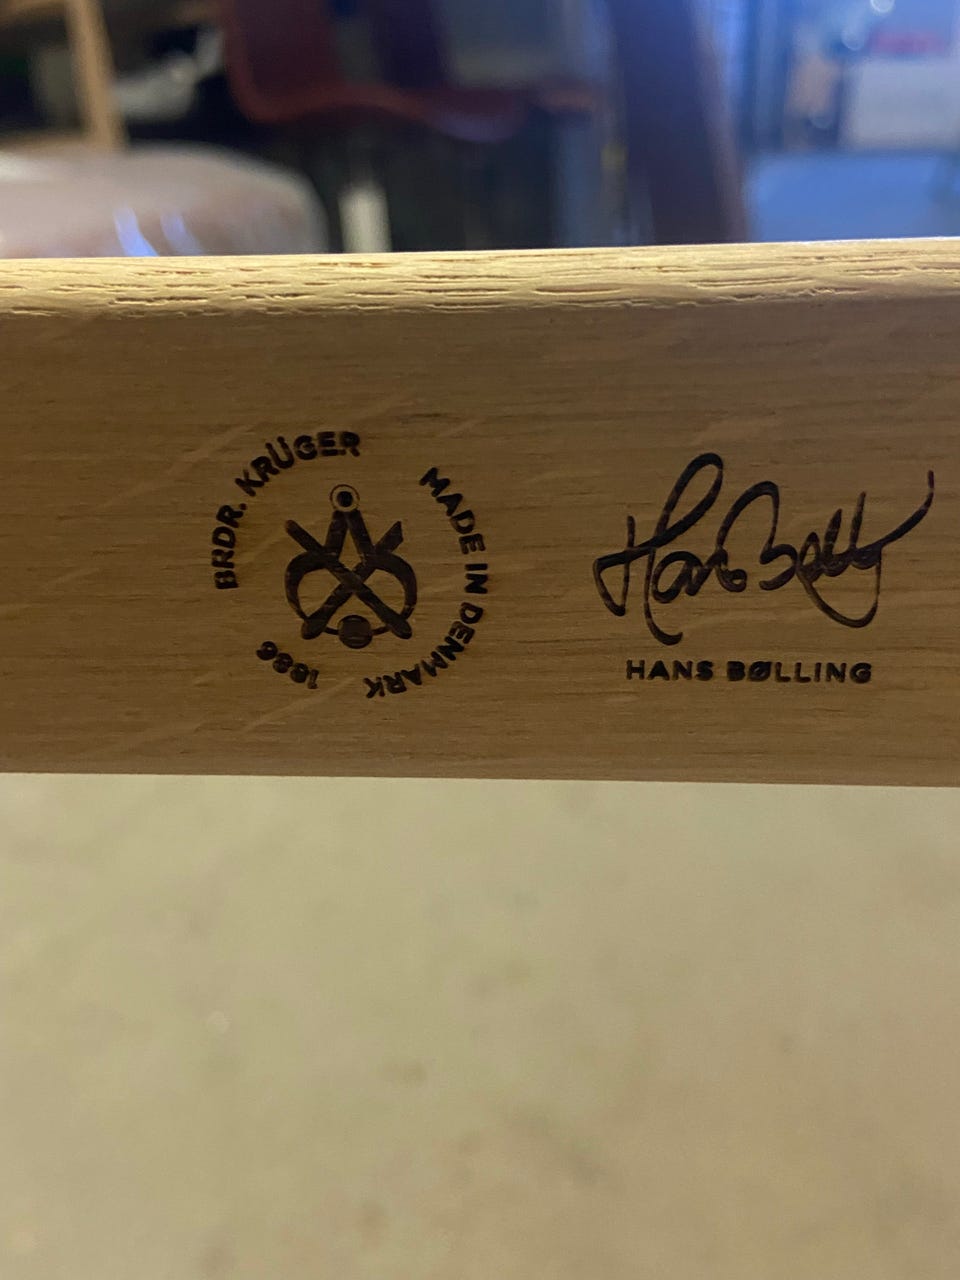 BRDR. KRÜGER
MADE IN DENMARK
1886
Hans Bølling
HANS BØLLING